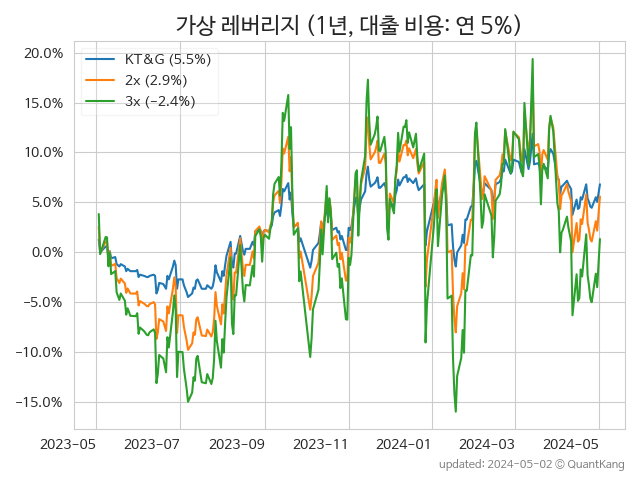 가상 레버리지 (1년, 대출 비용: 연 5%)
20.0%
15.0%
10.0%
5.0%
0.0%
−5.0%
−10.0%
−15.0%
KT&G (5.5%)
2x (2.9%)
3x (−2.4%)
2023-05 2023-07 2023-09 2023-11 2024-01 2024-03 2024-05
updated: 2024-05-02 © QuantKang